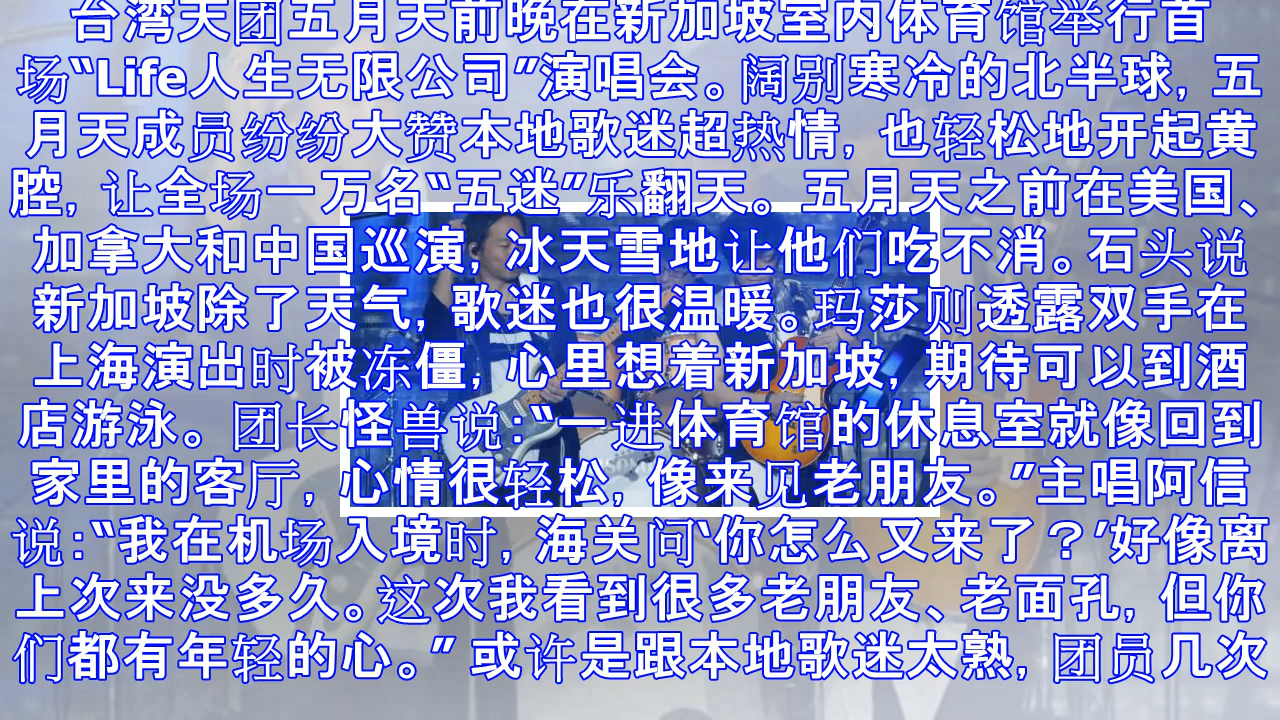 台湾天团五月天前晚在新加坡室内体育馆举行首
场“Life人生无限公司”演唱会。阔别寒冷的北半球, 五
月天成员纷纷大赞本地歌迷超热情, 也轻松地开起黄
腔, 让全场一万名“五迷”乐翻天。五月天之前在美国、
加拿大和中国巡演, 冰天雪地让他们吃不消。石头说
新加坡除了天气, 歌迷也很温暖。玛莎则透露双手在
上海演出时被冻僵, 心里想着新加坡, 期待可以到酒
店游泳。团长怪兽说:“一进体育馆的休息室就像回到
家里的客厅, 心情很轻松, 像来见老朋友。”主唱阿信
说:“我在机场入境时, 海关问‘你怎么又来了？’好像离
上次来没多久。这次我看到很多老朋友、老面孔, 但你
们都有年轻的心。” 或许是跟本地歌迷太熟, 团员几次